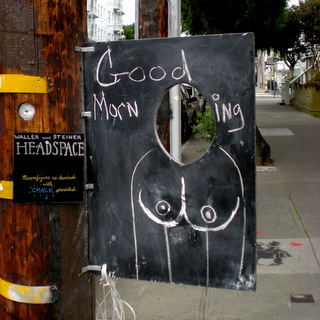 Good
Morn ing
WALLER and STEINER
HEADSPACE
Reconfigure as desired
with
CHALK provided.